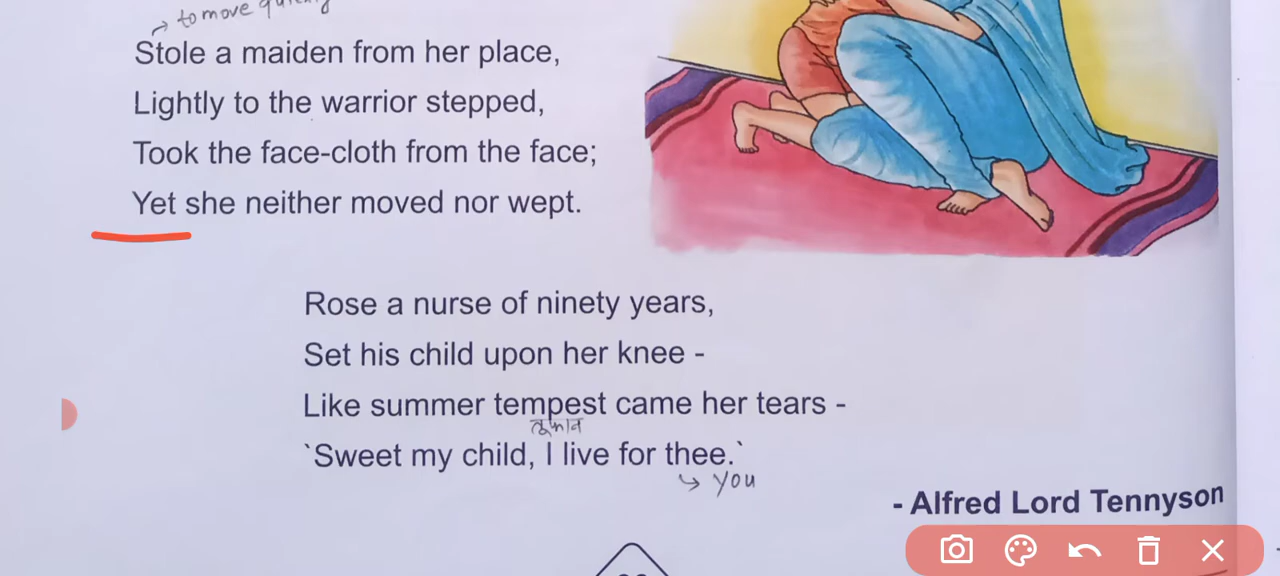 → to move quickly
Stole a maiden from her place,
Lightly to the warrior stepped,
Took the face-cloth from the face;
Yet she neither moved nor wept.
Rose a nurse of ninety years,
Set his child upon her knee -
Like summer tempest came her tears -
तूफान
`Sweet my child, I live for thee.`
↳ you
- Alfred Lord Tennyson